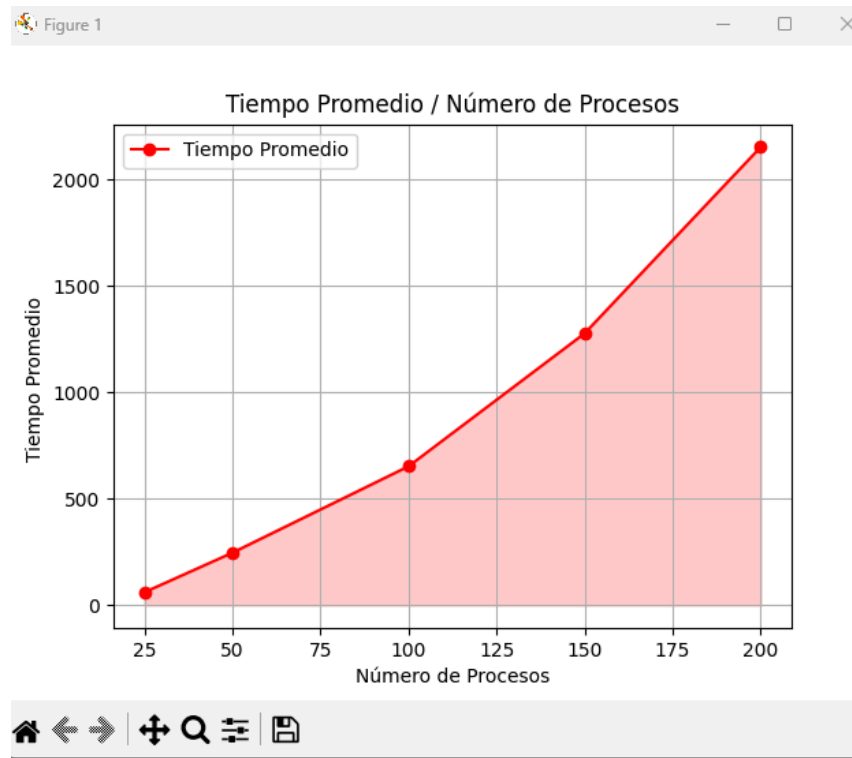 Figure 1
Tiempo Promedio / Número de Procesos
Tiempo Promedio
2000
1500
1000
500
0
Tiempo Promedio
25 50 75 100 125 150 175 200
Número de Procesos